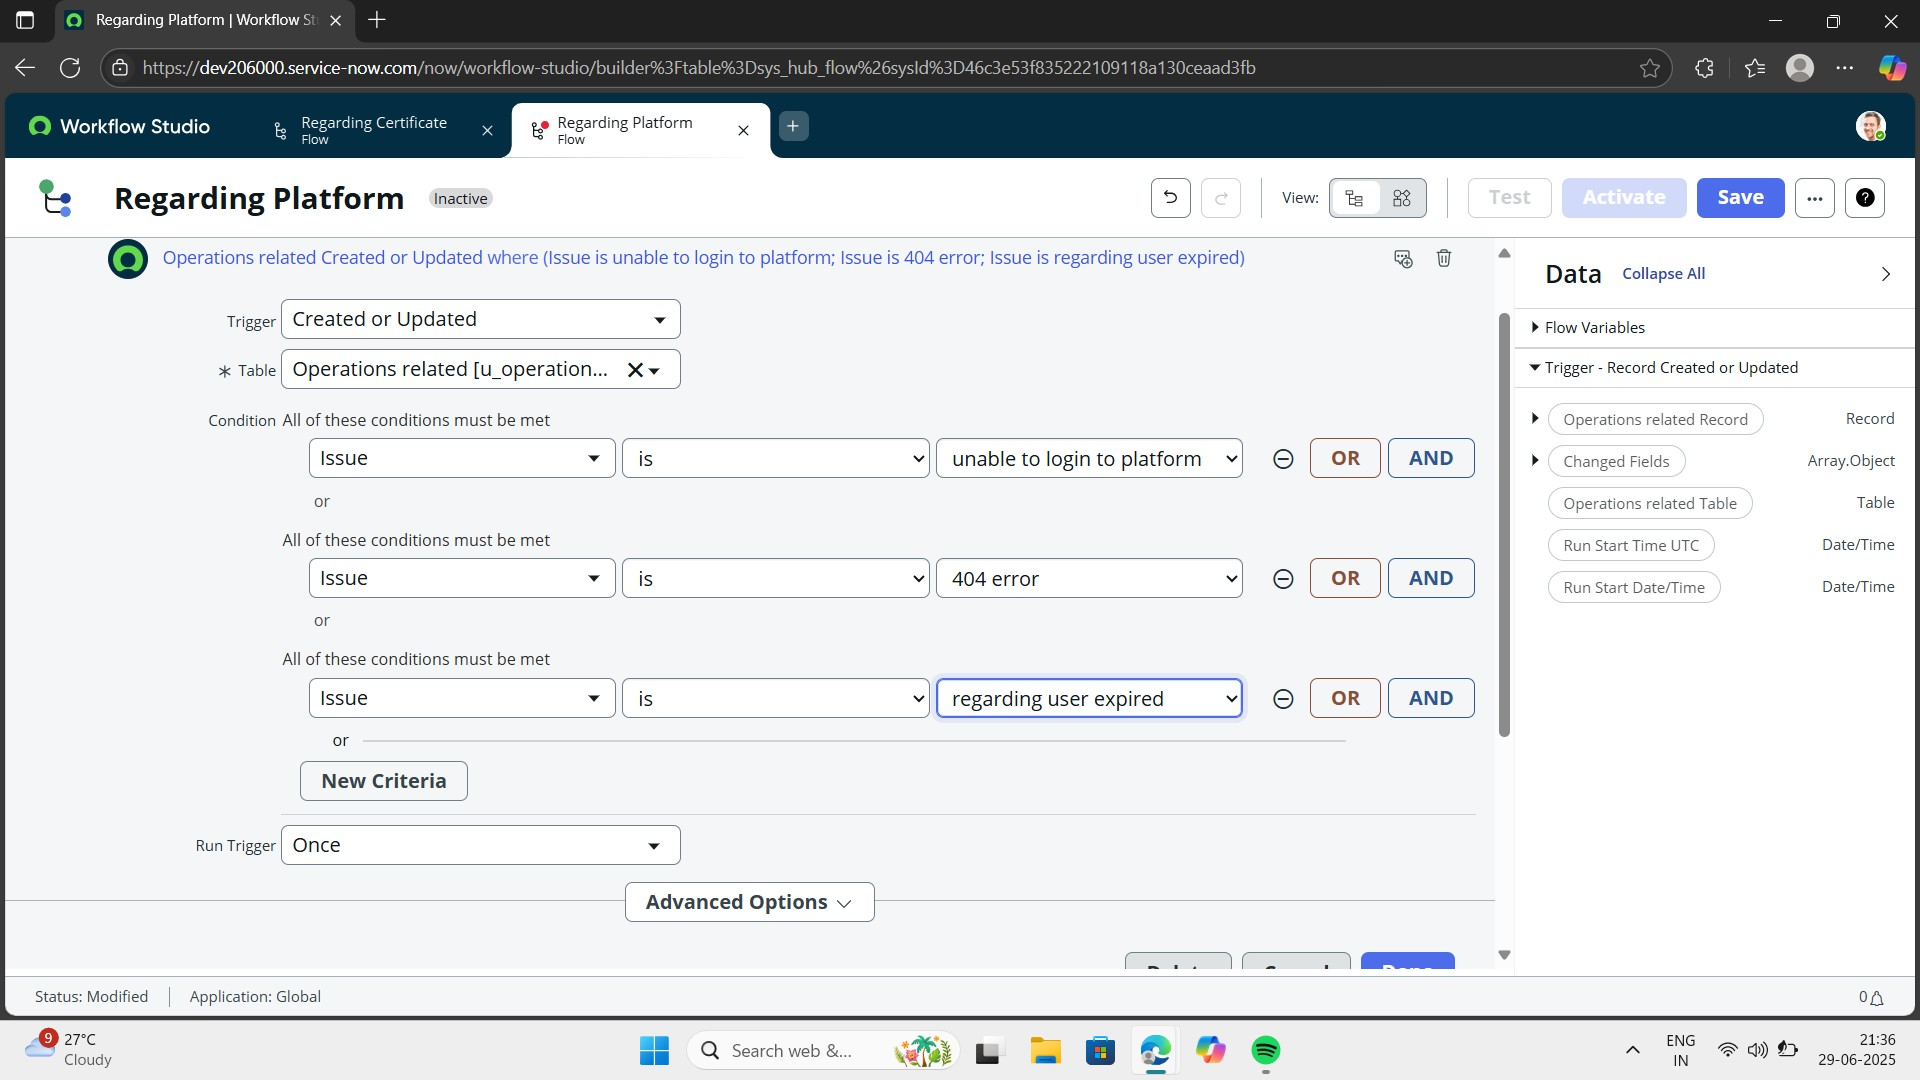 Regarding Platform | Workflow St
https://dev206000.service-now.com/now/workflow-studio/builder%3Ftable%3Dsys_hub_flow%26sysId%3D46c3e53f835222109118a130ceaad3fb
Workflow Studio
Regarding Certificate
Flow
Regarding Platform
Flow
Regarding Platform
Inactive
View:
Test
Activate
Save
Operations related Created or Updated where (Issue is unable to login to platform; Issue is 404 error; Issue is regarding user expired)
Trigger
Created or Updated
* Table
Operations related [u_operation...
Condition
All of these conditions must be met
Issue
is
unable to login to platform
OR
AND
or
All of these conditions must be met
Issue
is
404 error
OR
AND
or
All of these conditions must be met
Issue
is
regarding user expired
OR
AND
or
New Criteria
Run Trigger
Once
Advanced Options
Data
Collapse All
Flow Variables
Trigger - Record Created or Updated
Operations related Record
Record
Changed Fields
Array.Object
Operations related Table
Table
Run Start Time UTC
Date/Time
Run Start Date/Time
Date/Time
Status: Modified
Application: Global
0
9
27°C
Cloudy
Search web &...
ENG
IN
21:36
29-06-2025